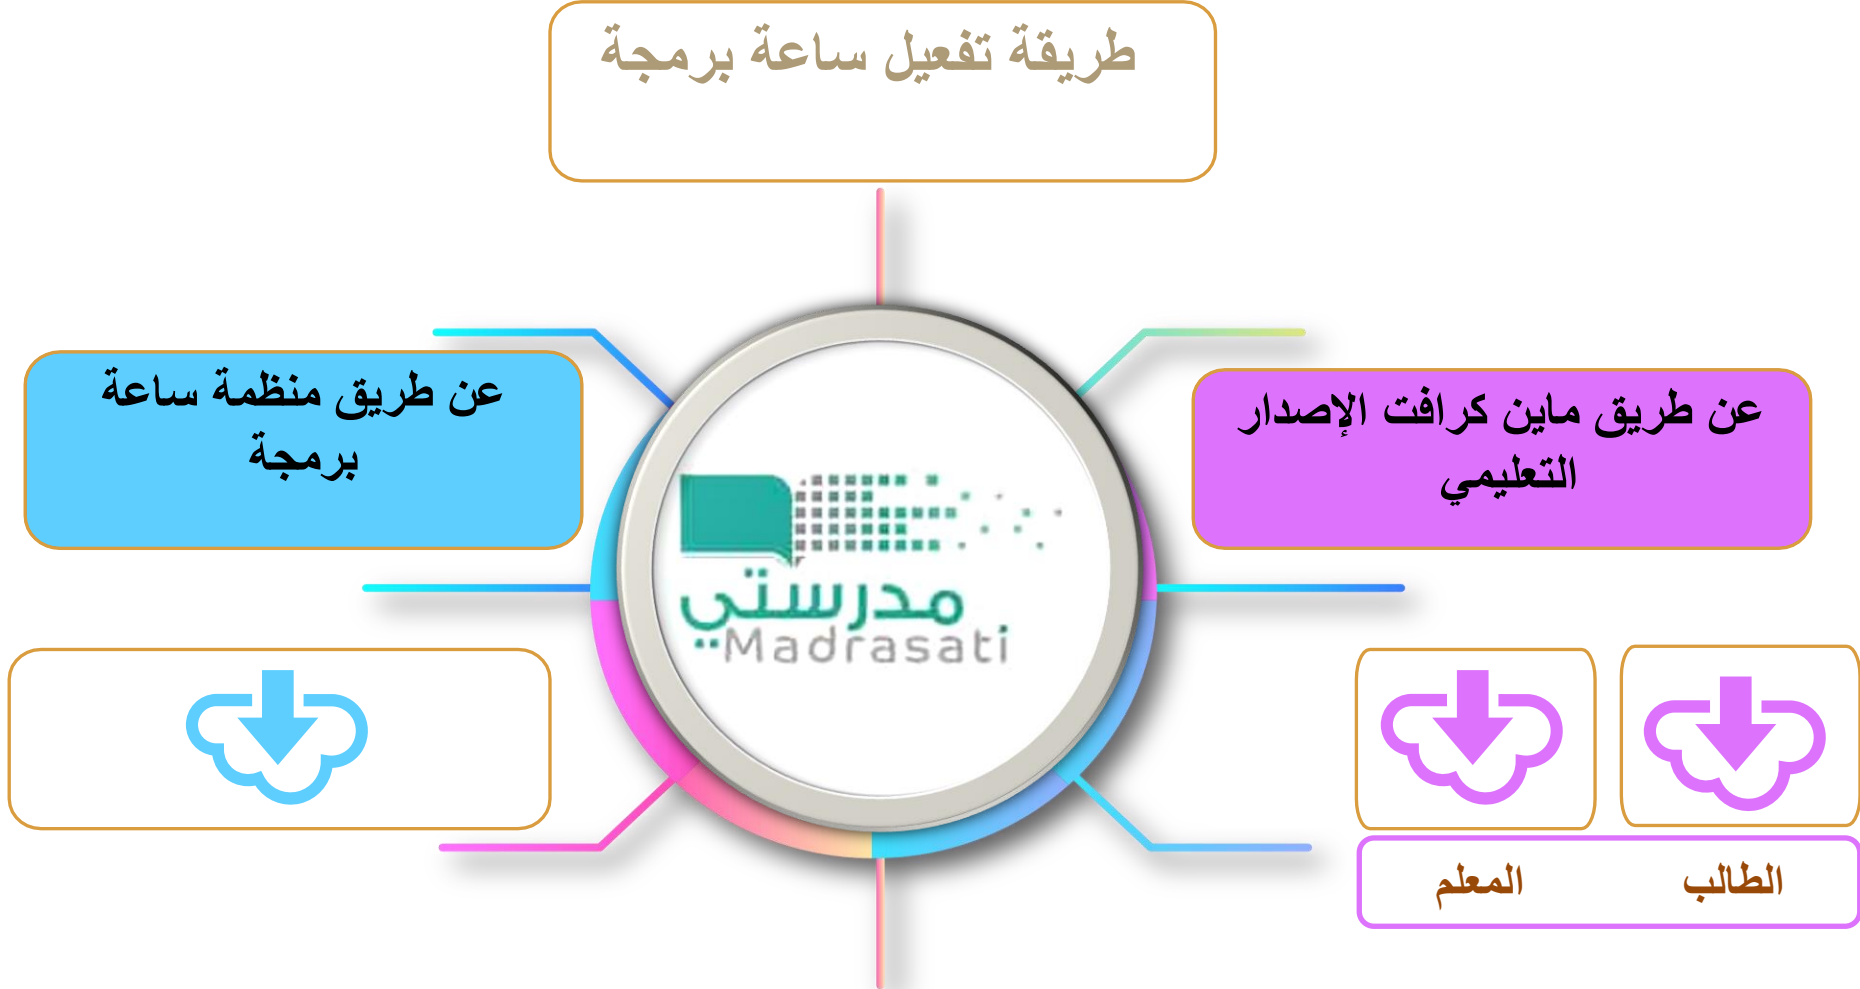 طريقة تفعيل ساعة برمجة
عن طريق ماين كرافت الإصدار
التعليمي
عن طريق منظمة ساعة
برمجة
مدرستي
Madrasati
الطالب
المعلم